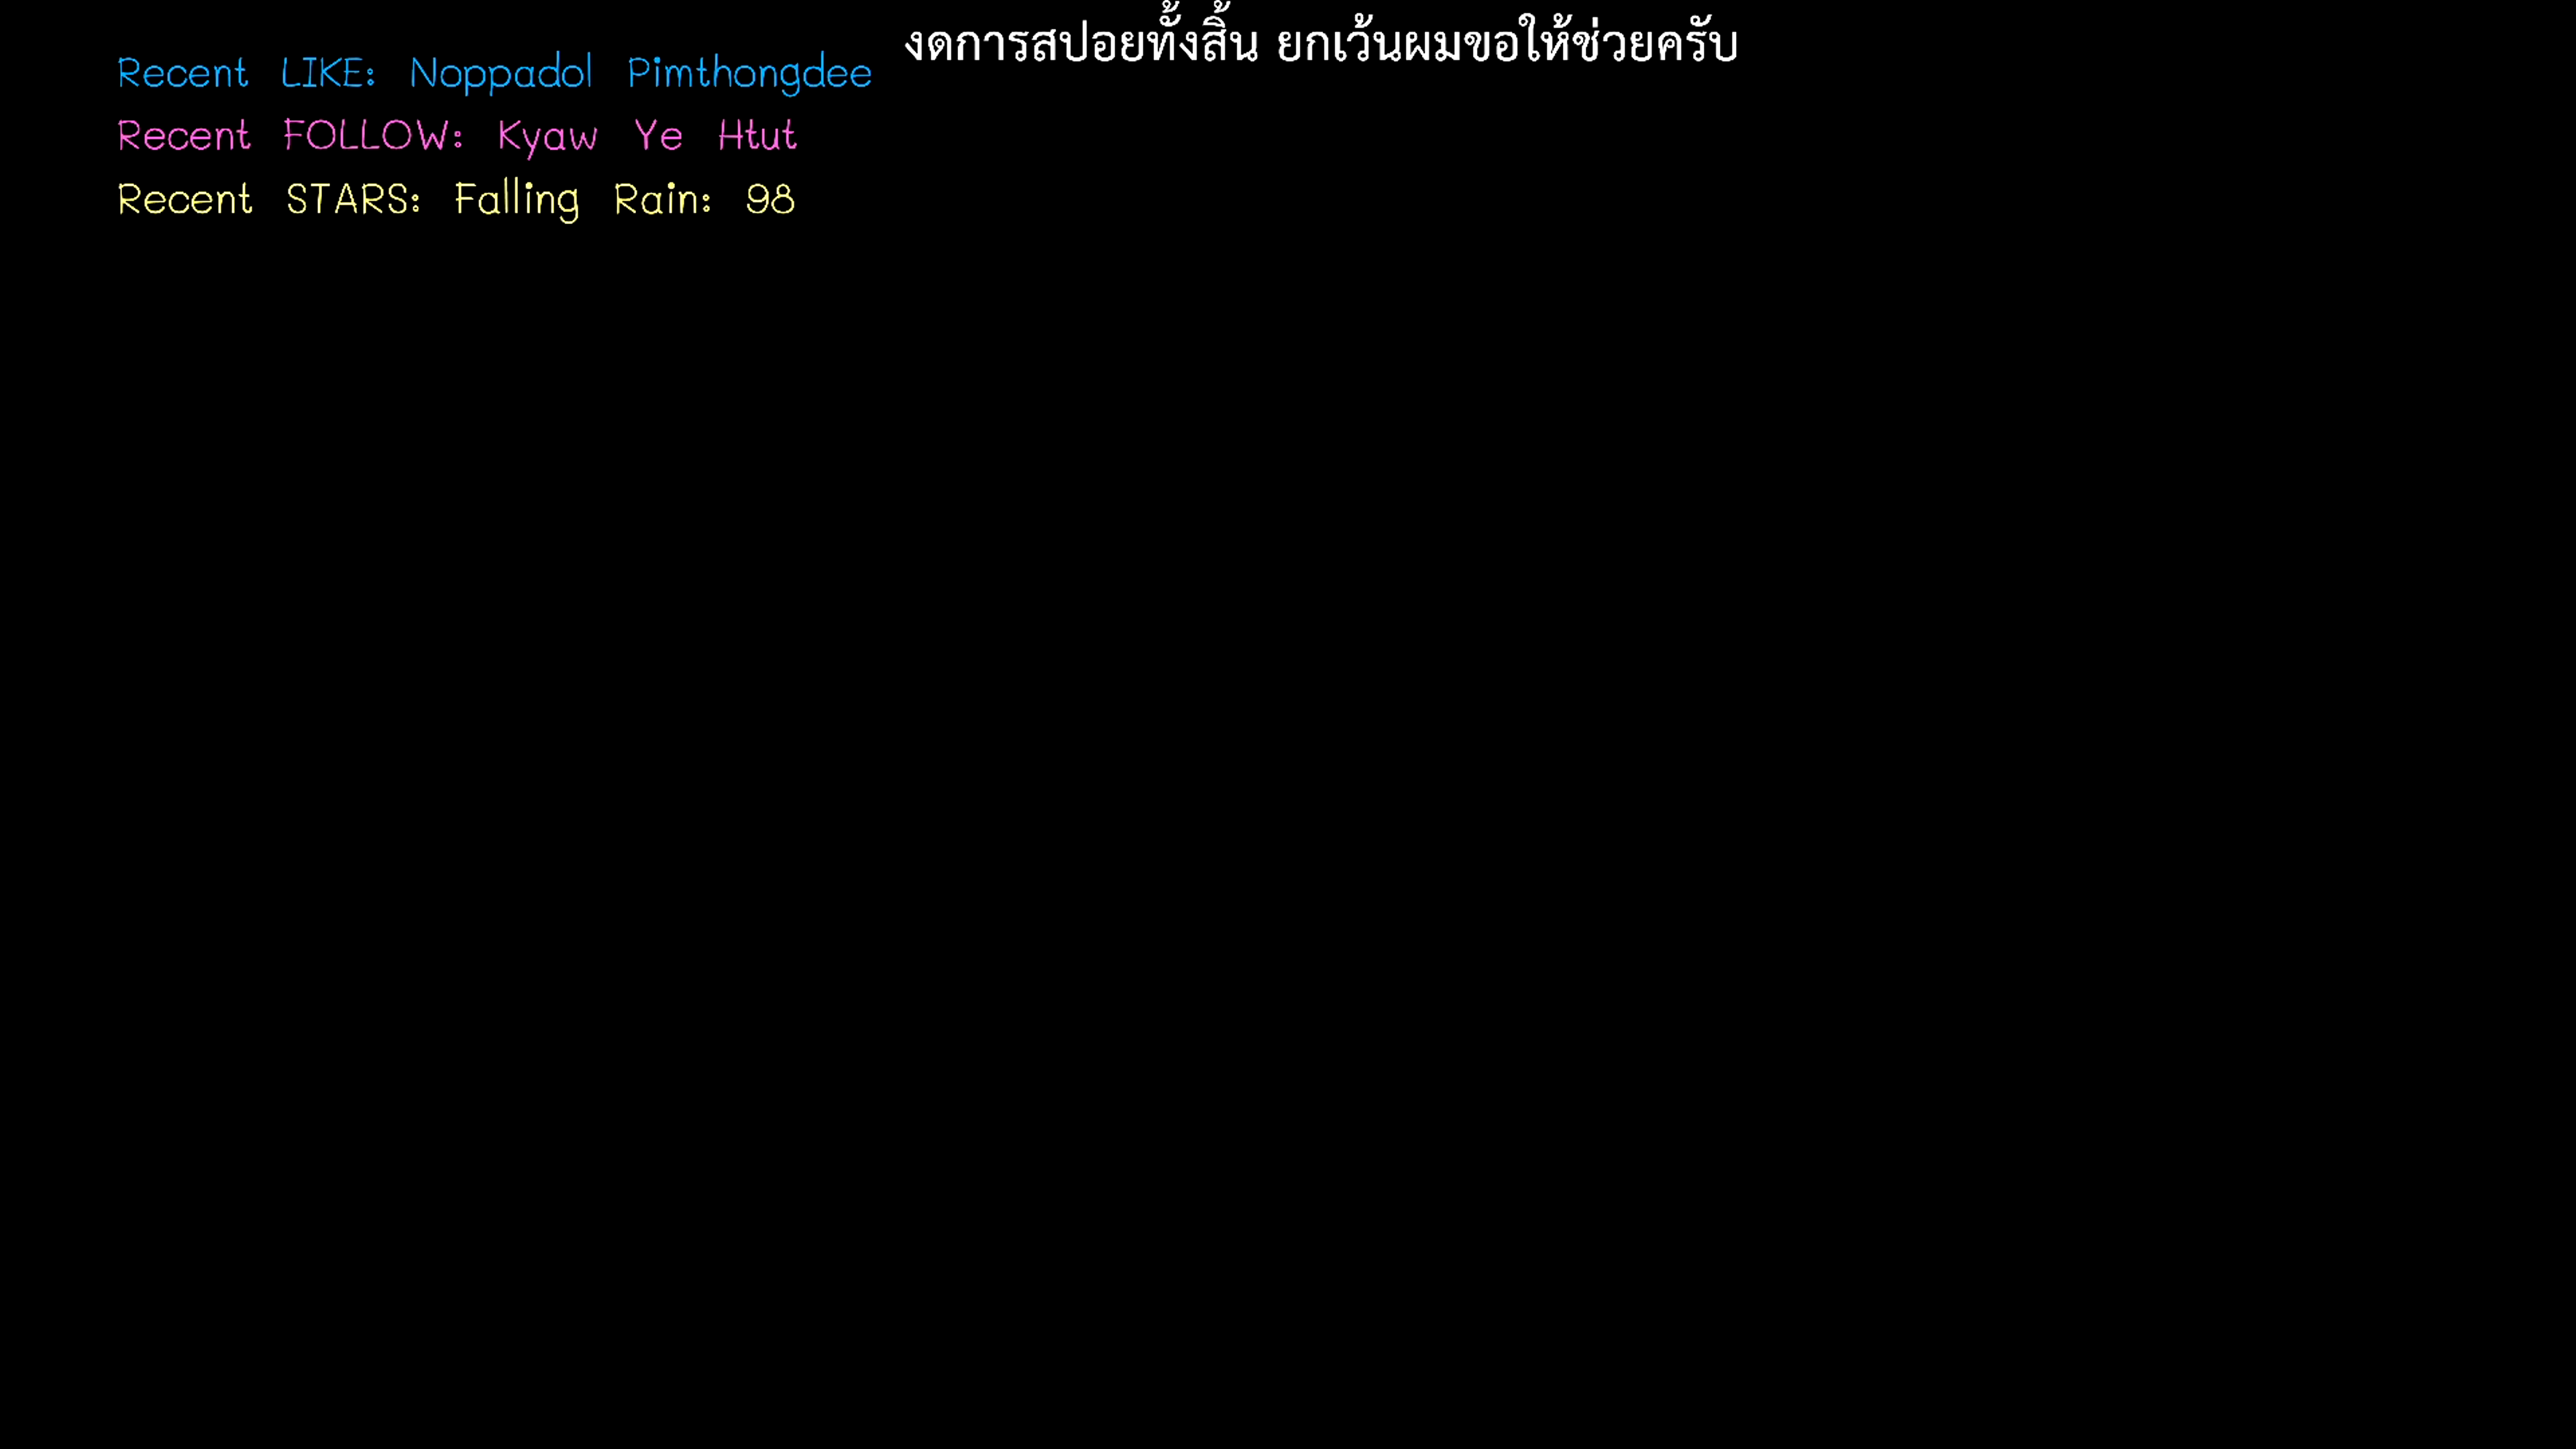 งดการสปอยทั้งสิ้น ยกเว้นผมขอให้ช่วยครับ
Recent LIKE: Noppadol Pimthongdee
Recent FOLLOW: Kyaw Ye Htut
Recent STARS: Falling Rain: 98